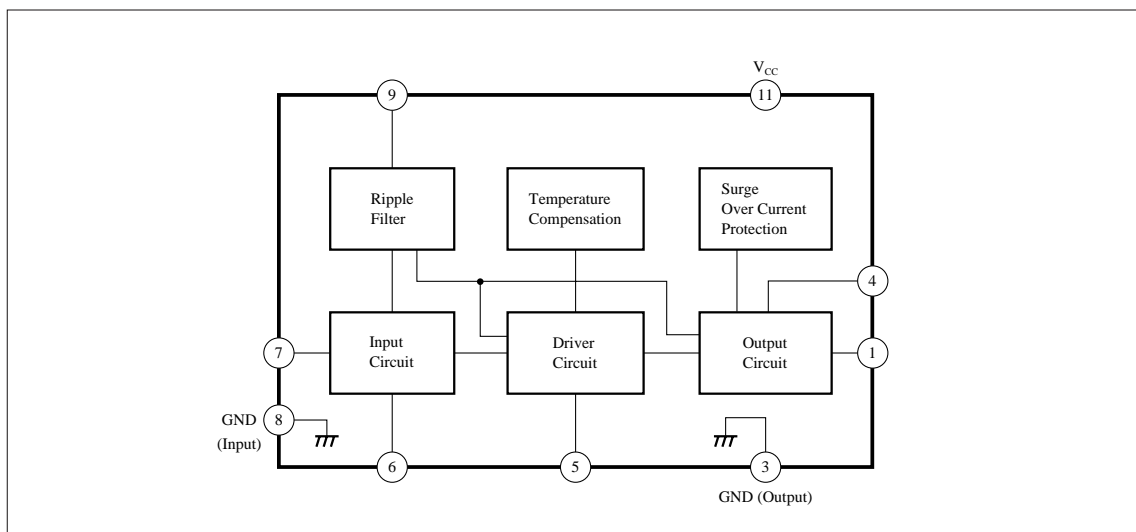 V_CC
9
11
Ripple
Filter
Temperature
Compensation
Surge
Over Current
Protection
4
7
Input
Circuit
Driver
Circuit
Output
Circuit
1
GND
(Input)
8
6
5
3
GND (Output)